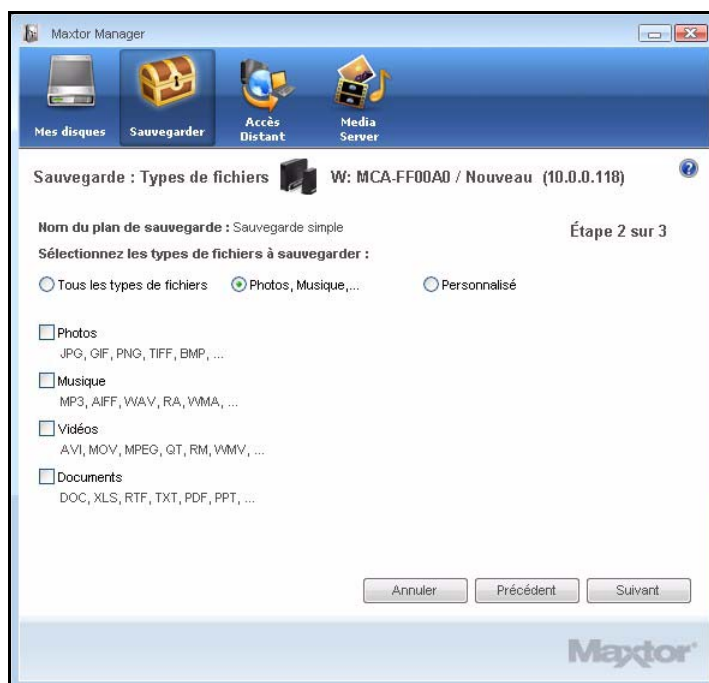 Maxtor Manager
Mes disques
Sauvegarder
Accès
Distant
Media
Server
Sauvegarde : Types de fichiers
W: MCA-FF00A0 / Nouveau (10.0.0.118)
?
Nom du plan de sauvegarde : Sauvegarde simple
Étape 2 sur 3
Sélectionnez les types de fichiers à sauvegarder :
Tous les types de fichiers
Photos, Musique,...
Personnalisé
Photos
JPG, GIF, PNG, TIFF, BMP, ...
Musique
MP3, AIFF, WAV, RA, WMA, ...
Vidéos
AVI, MOV, MPEG, QT, RM, WMV, ...
Documents
DOC, XLS, RTF, TXT, PDF, PPT, ...
Annuler
Précédent
Suivant
Maxtor